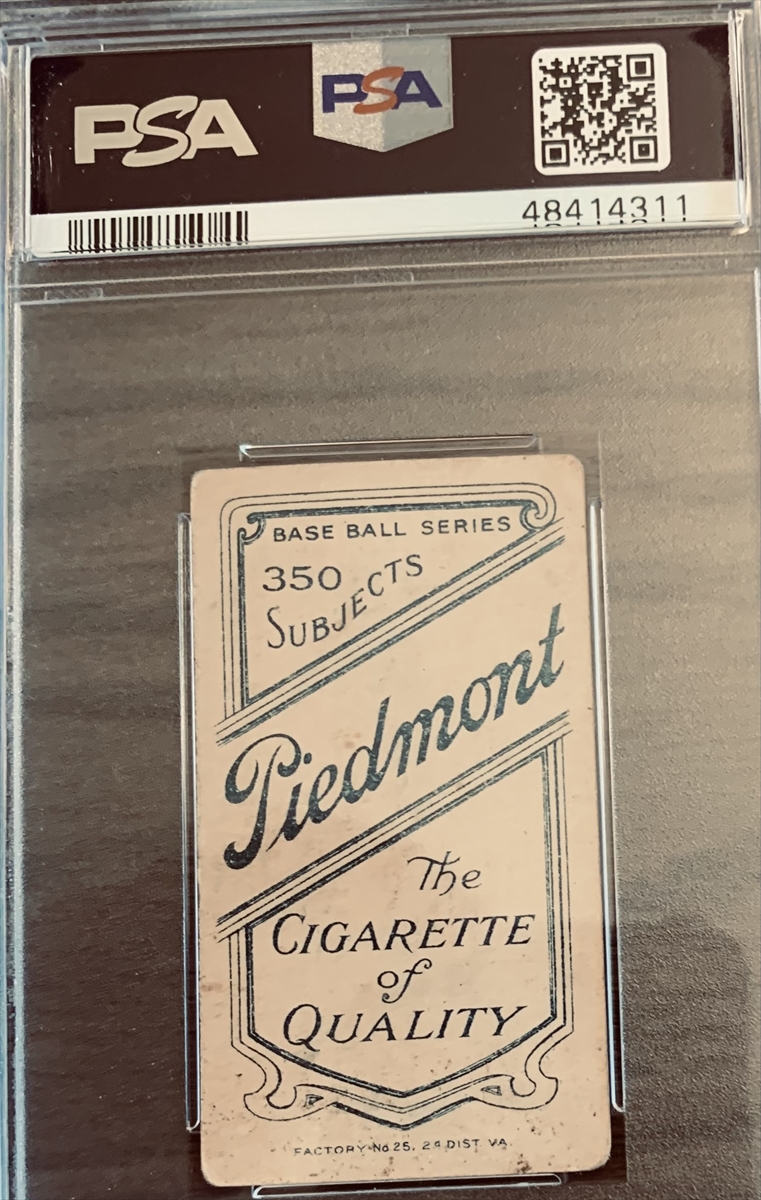 PSA
PSA
48414311
BASE BALL SERIES
350
SUBJECTS
Piedmont
The
CIGARETTE
of
QUALITY
FACTORY No 25, 2d DIST. VA.